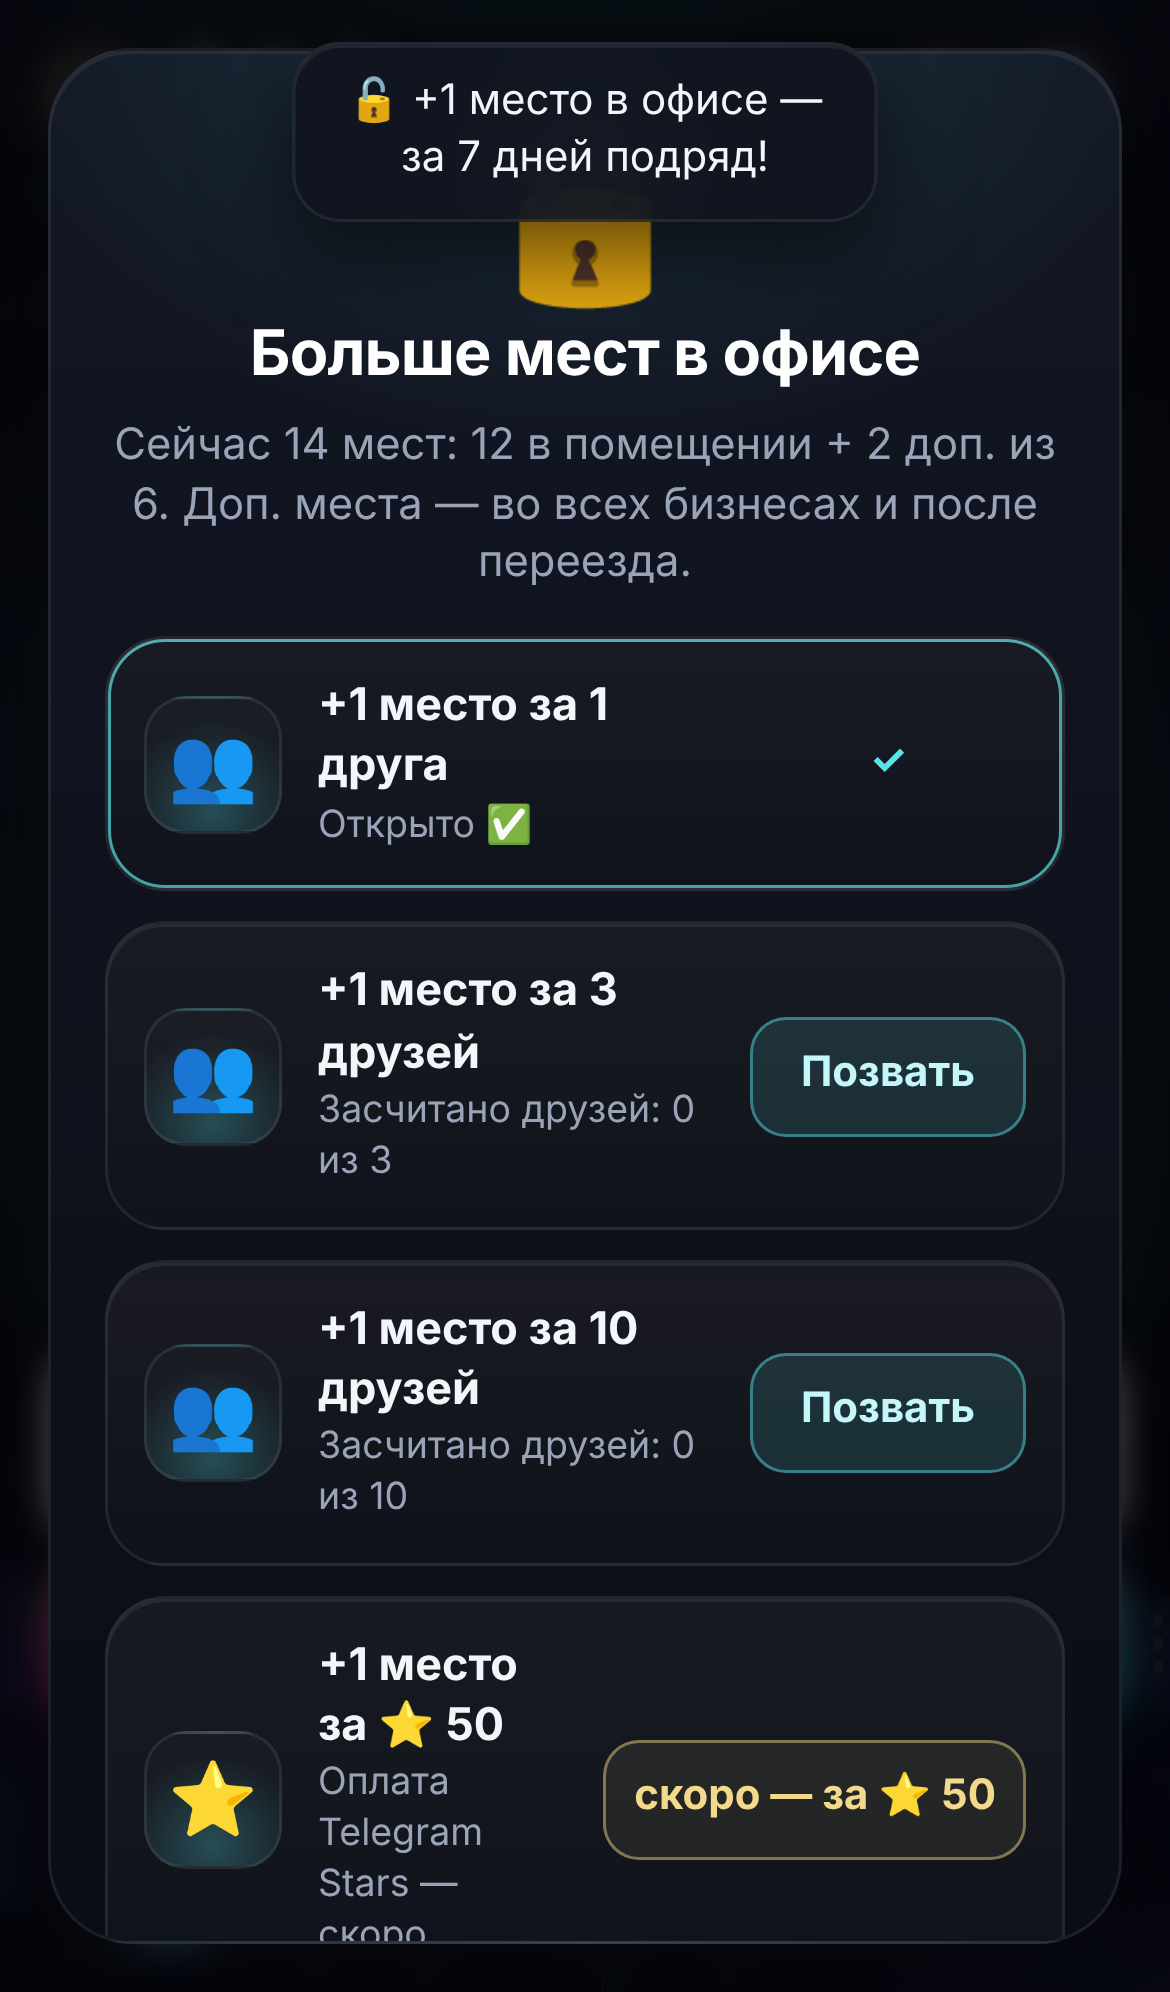 🔓 +1 место в офисе —
за 7 дней подряд!
Больше мест в офисе
Сейчас 14 мест: 12 в помещении + 2 доп. из
6. Доп. места — во всех бизнесах и после
переезда.
+1 место за 1
друга
Открыто ✅
✓
+1 место за 3
друзей
Засчитано друзей: 0
из 3
Позвать
+1 место за 10
друзей
Засчитано друзей: 0
из 10
Позвать
+1 место
за ⭐ 50
Оплата
Telegram
Stars —
скоро
скоро — за ⭐ 50